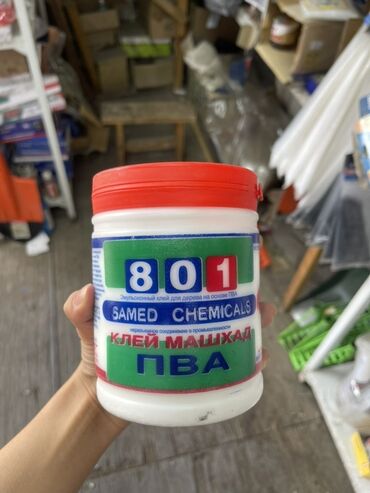 801
Эмульсионный клей для дерева на основе ПВА
SAMED CHEMICALS
КЛЕЙ МАШХАД
ПВА